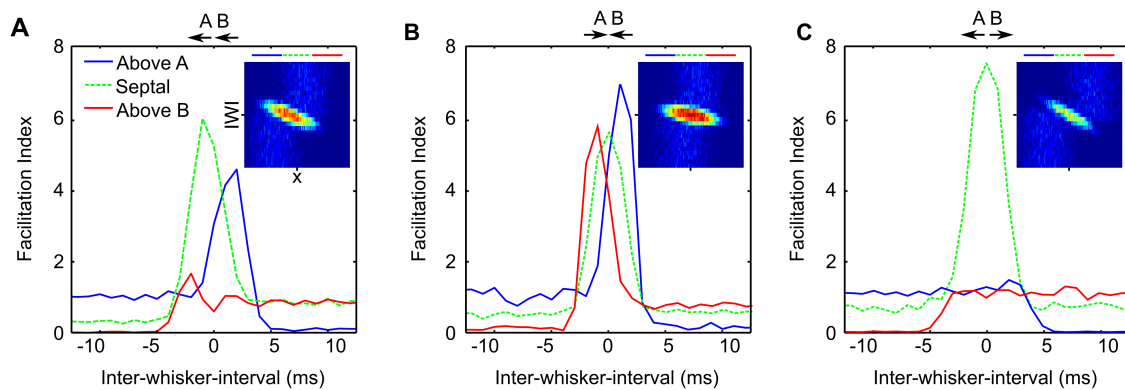 A
A B
8
6
4
2
0
Facilitation Index
Above A
Septal
Above B
IWI
x
-10 -5 0 5 10
Inter-whisker-interval (ms)
B
A B
8
6
4
2
0
Facilitation Index
-10 -5 0 5 10
Inter-whisker-interval (ms)
C
A B
8
6
4
2
0
Facilitation Index
-10 -5 0 5 10
Inter-whisker-interval (ms)